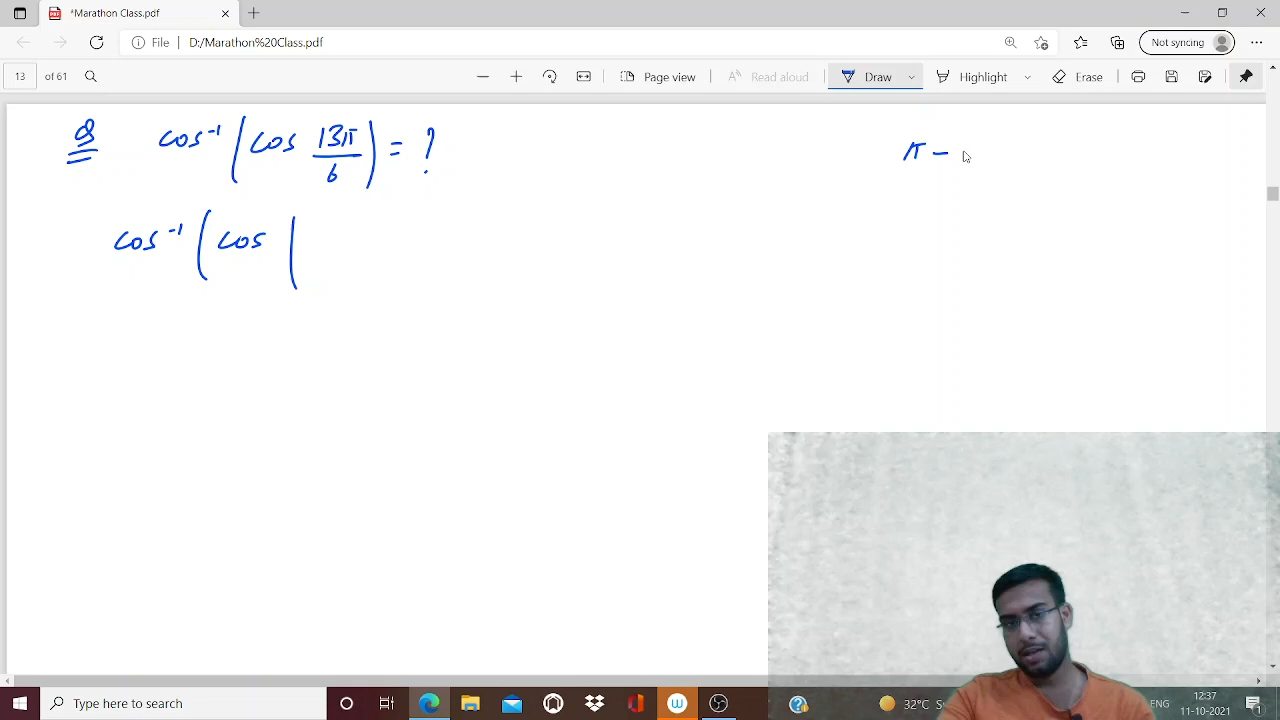 *Marathon Class.pdf
File D:/Marathon%20Class.pdf
Not syncing
13 of 61
Page view
Read aloud
Draw
Highlight
Erase
Q cos⁻¹ (cos 13π/6) = ?
π –
cos⁻¹ (cos (
Type here to search
32°C
ENG
12:37
11-10-2021